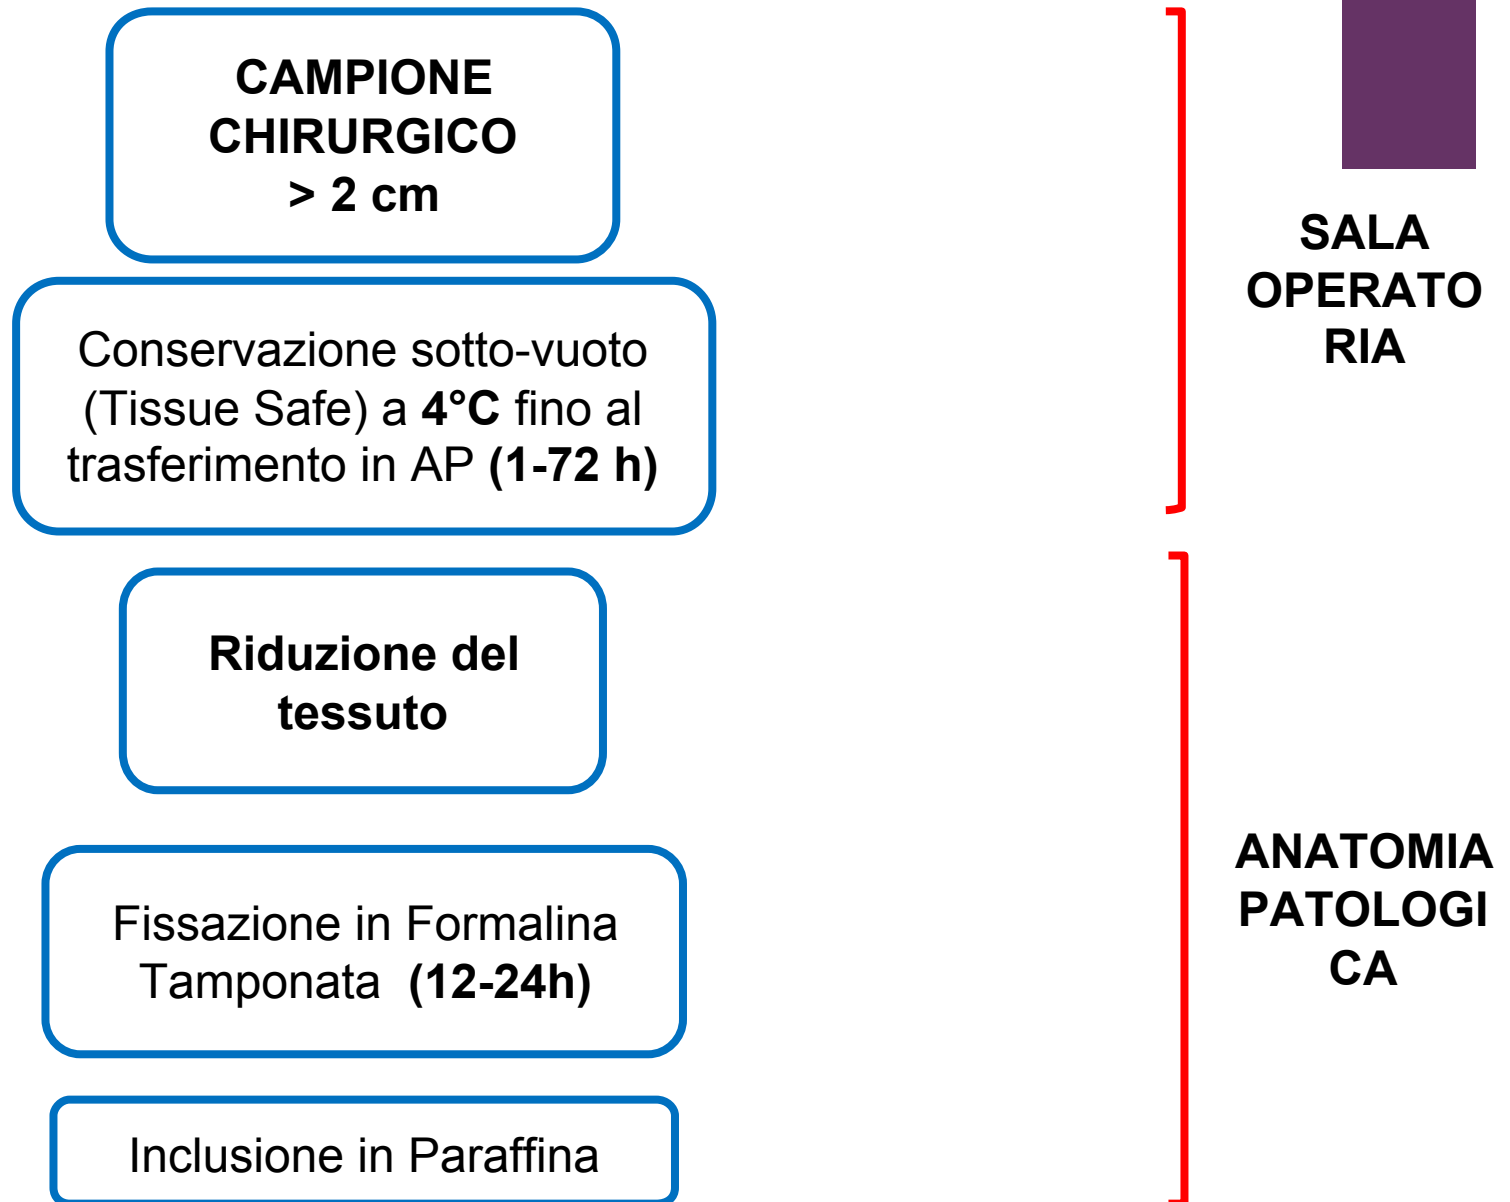 CAMPIONE
CHIRURGICO
> 2 cm
SALA
OPERATO
RIA
Conservazione sotto-vuoto
(Tissue Safe) a 4°C fino al
trasferimento in AP (1-72 h)
Riduzione del
tessuto
ANATOMIA
PATOLOGI
CA
Fissazione in Formalina
Tamponata (12-24h)
Inclusione in Paraffina